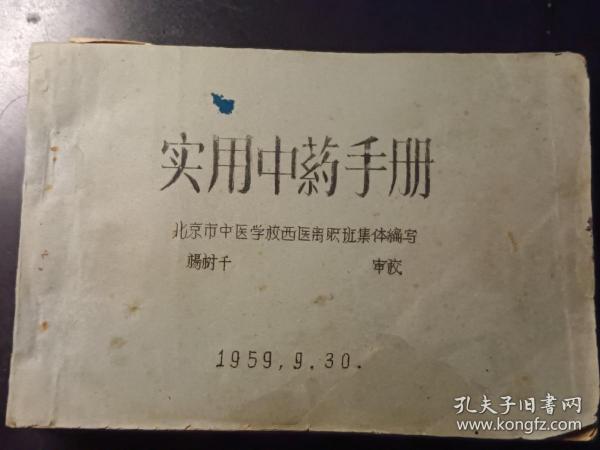 实用中药手册
北京市中医学校西医离职班集体编写
楊树千 审校
1959,9.30.
孔夫子旧书网
www.kongfz.com